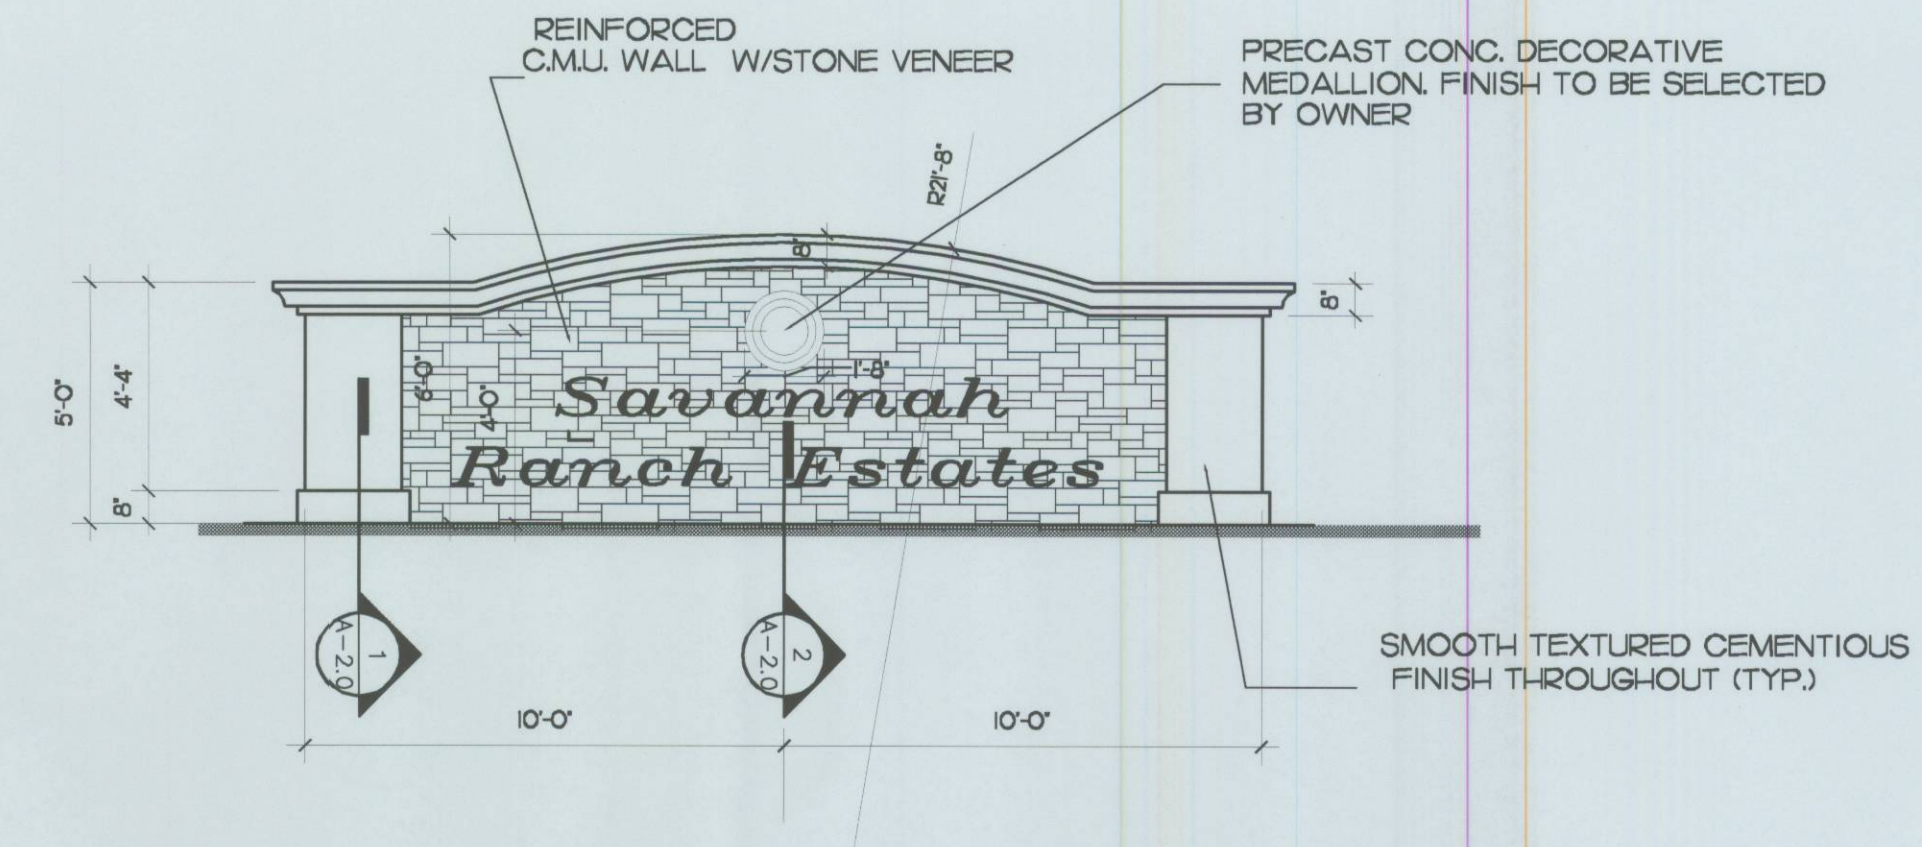 REINFORCED
C.M.U. WALL W/STONE VENEER
PRECAST CONC. DECORATIVE
MEDALLION. FINISH TO BE SELECTED
BY OWNER
R21'-8"
8"
8"
5'-0"
4'-4"
8"
6'-0"
4'-0"
1'-8"
Savannah
Ranch Estates
1
A-2.0
2
A-2.0
SMOOTH TEXTURED CEMENTIOUS
FINISH THROUGHOUT (TYP.)
10'-0"
10'-0"